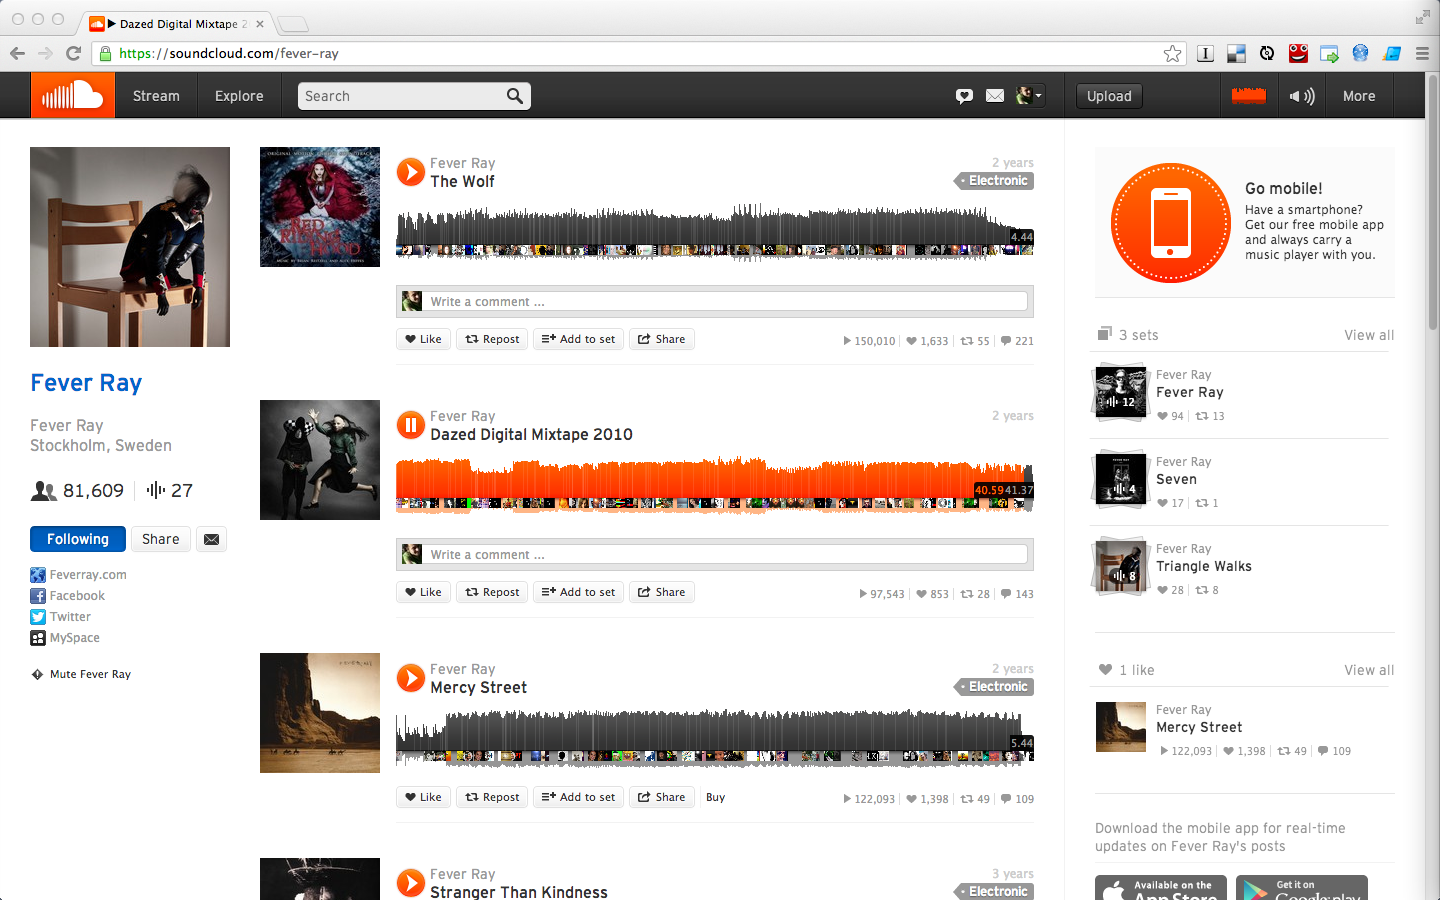 Dazed Digital Mixtape 2
https://soundcloud.com/fever-ray
Stream
Explore
Search
Upload
More
Fever Ray
Fever Ray
Stockholm, Sweden
81,609
27
Following
Share
Feverray.com
Facebook
Twitter
MySpace
Mute Fever Ray
RED
RIDING
HOOD
Fever Ray
2 years
The Wolf
Electronic
4.44
Write a comment ...
Like
Repost
Add to set
Share
150,010
1,633
55
221
Fever Ray
2 years
Dazed Digital Mixtape 2010
40.59
41.37
Write a comment ...
Like
Repost
Add to set
Share
97,543
853
28
143
Fever Ray
2 years
Mercy Street
Electronic
5.44
Like
Repost
Add to set
Share
Buy
122,093
1,398
49
109
Fever Ray
3 years
Stranger Than Kindness
Electronic
Go mobile!
Have a smartphone?
Get our free mobile app
and always carry a
music player with you.
3 sets
View all
12
Fever Ray
Fever Ray
94
13
4
Fever Ray
Seven
17
1
8
Fever Ray
Triangle Walks
28
8
1 like
View all
Fever Ray
Mercy Street
122,093
1,398
49
109
Download the mobile app for real-time
updates on Fever Ray's posts
Available on the
App Store
Get it on
Google play